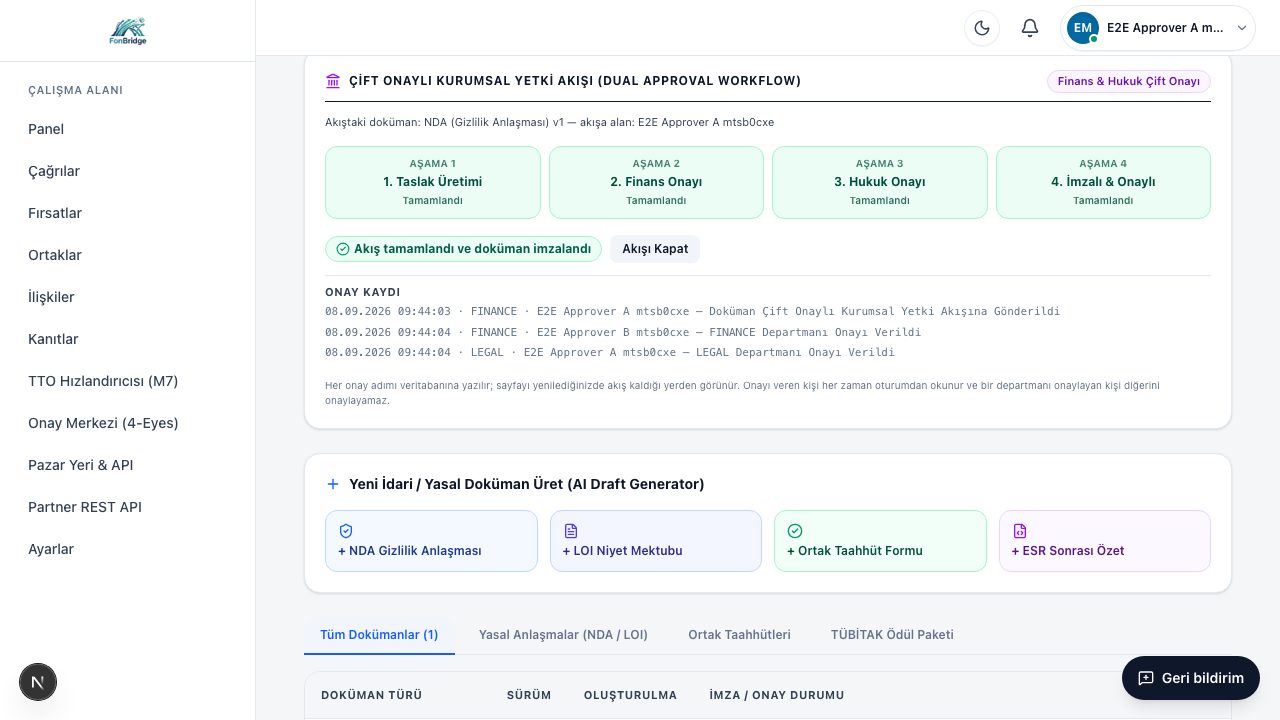 FonBridge
EM
E2E Approver A m...
ÇALIŞMA ALANI
Panel
Çağrılar
Fırsatlar
Ortaklar
İlişkiler
Kanıtlar
TTO Hızlandırıcısı (M7)
Onay Merkezi (4-Eyes)
Pazar Yeri & API
Partner REST API
Ayarlar
N
ÇİFT ONAYLI KURUMSAL YETKİ AKIŞI (DUAL APPROVAL WORKFLOW)
Finans & Hukuk Çift Onayı
Akıştaki doküman: NDA (Gizlilik Anlaşması) v1 — akışa alan: E2E Approver A mtsb0cxe
AŞAMA 1
1. Taslak Üretimi
Tamamlandı
AŞAMA 2
2. Finans Onayı
Tamamlandı
AŞAMA 3
3. Hukuk Onayı
Tamamlandı
AŞAMA 4
4. İmzalı & Onaylı
Tamamlandı
Akış tamamlandı ve doküman imzalandı
Akışı Kapat
ONAY KAYDI
08.09.2026 09:44:03 · FINANCE · E2E Approver A mtsb0cxe — Doküman Çift Onaylı Kurumsal Yetki Akışına Gönderildi
08.09.2026 09:44:04 · FINANCE · E2E Approver B mtsb0cxe — FINANCE Departmanı Onayı Verildi
08.09.2026 09:44:04 · LEGAL · E2E Approver A mtsb0cxe — LEGAL Departmanı Onayı Verildi
Her onay adımı veritabanına yazılır; sayfayı yenilediğinizde akış kaldığı yerden görünür. Onayı veren kişi her zaman oturumdan okunur ve bir departmanı onaylayan kişi diğerini
onaylayamaz.
Yeni İdari / Yasal Doküman Üret (AI Draft Generator)
+ NDA Gizlilik Anlaşması
+ LOI Niyet Mektubu
+ Ortak Taahhüt Formu
+ ESR Sonrası Özet
Tüm Dokümanlar (1)
Yasal Anlaşmalar (NDA / LOI)
Ortak Taahhütleri
TÜBİTAK Ödül Paketi
DOKÜMAN TÜRÜ
SÜRÜM
OLUŞTURULMA
İMZA / ONAY DURUMU
Geri bildirim